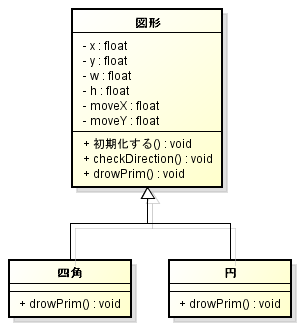 図形
- x : float
- y : float
- w : float
- h : float
- moveX : float
- moveY : float
+ 初期化する() : void
+ checkDirection() : void
+ drowPrim() : void
四角
+ drowPrim() : void
円
+ drowPrim() : void